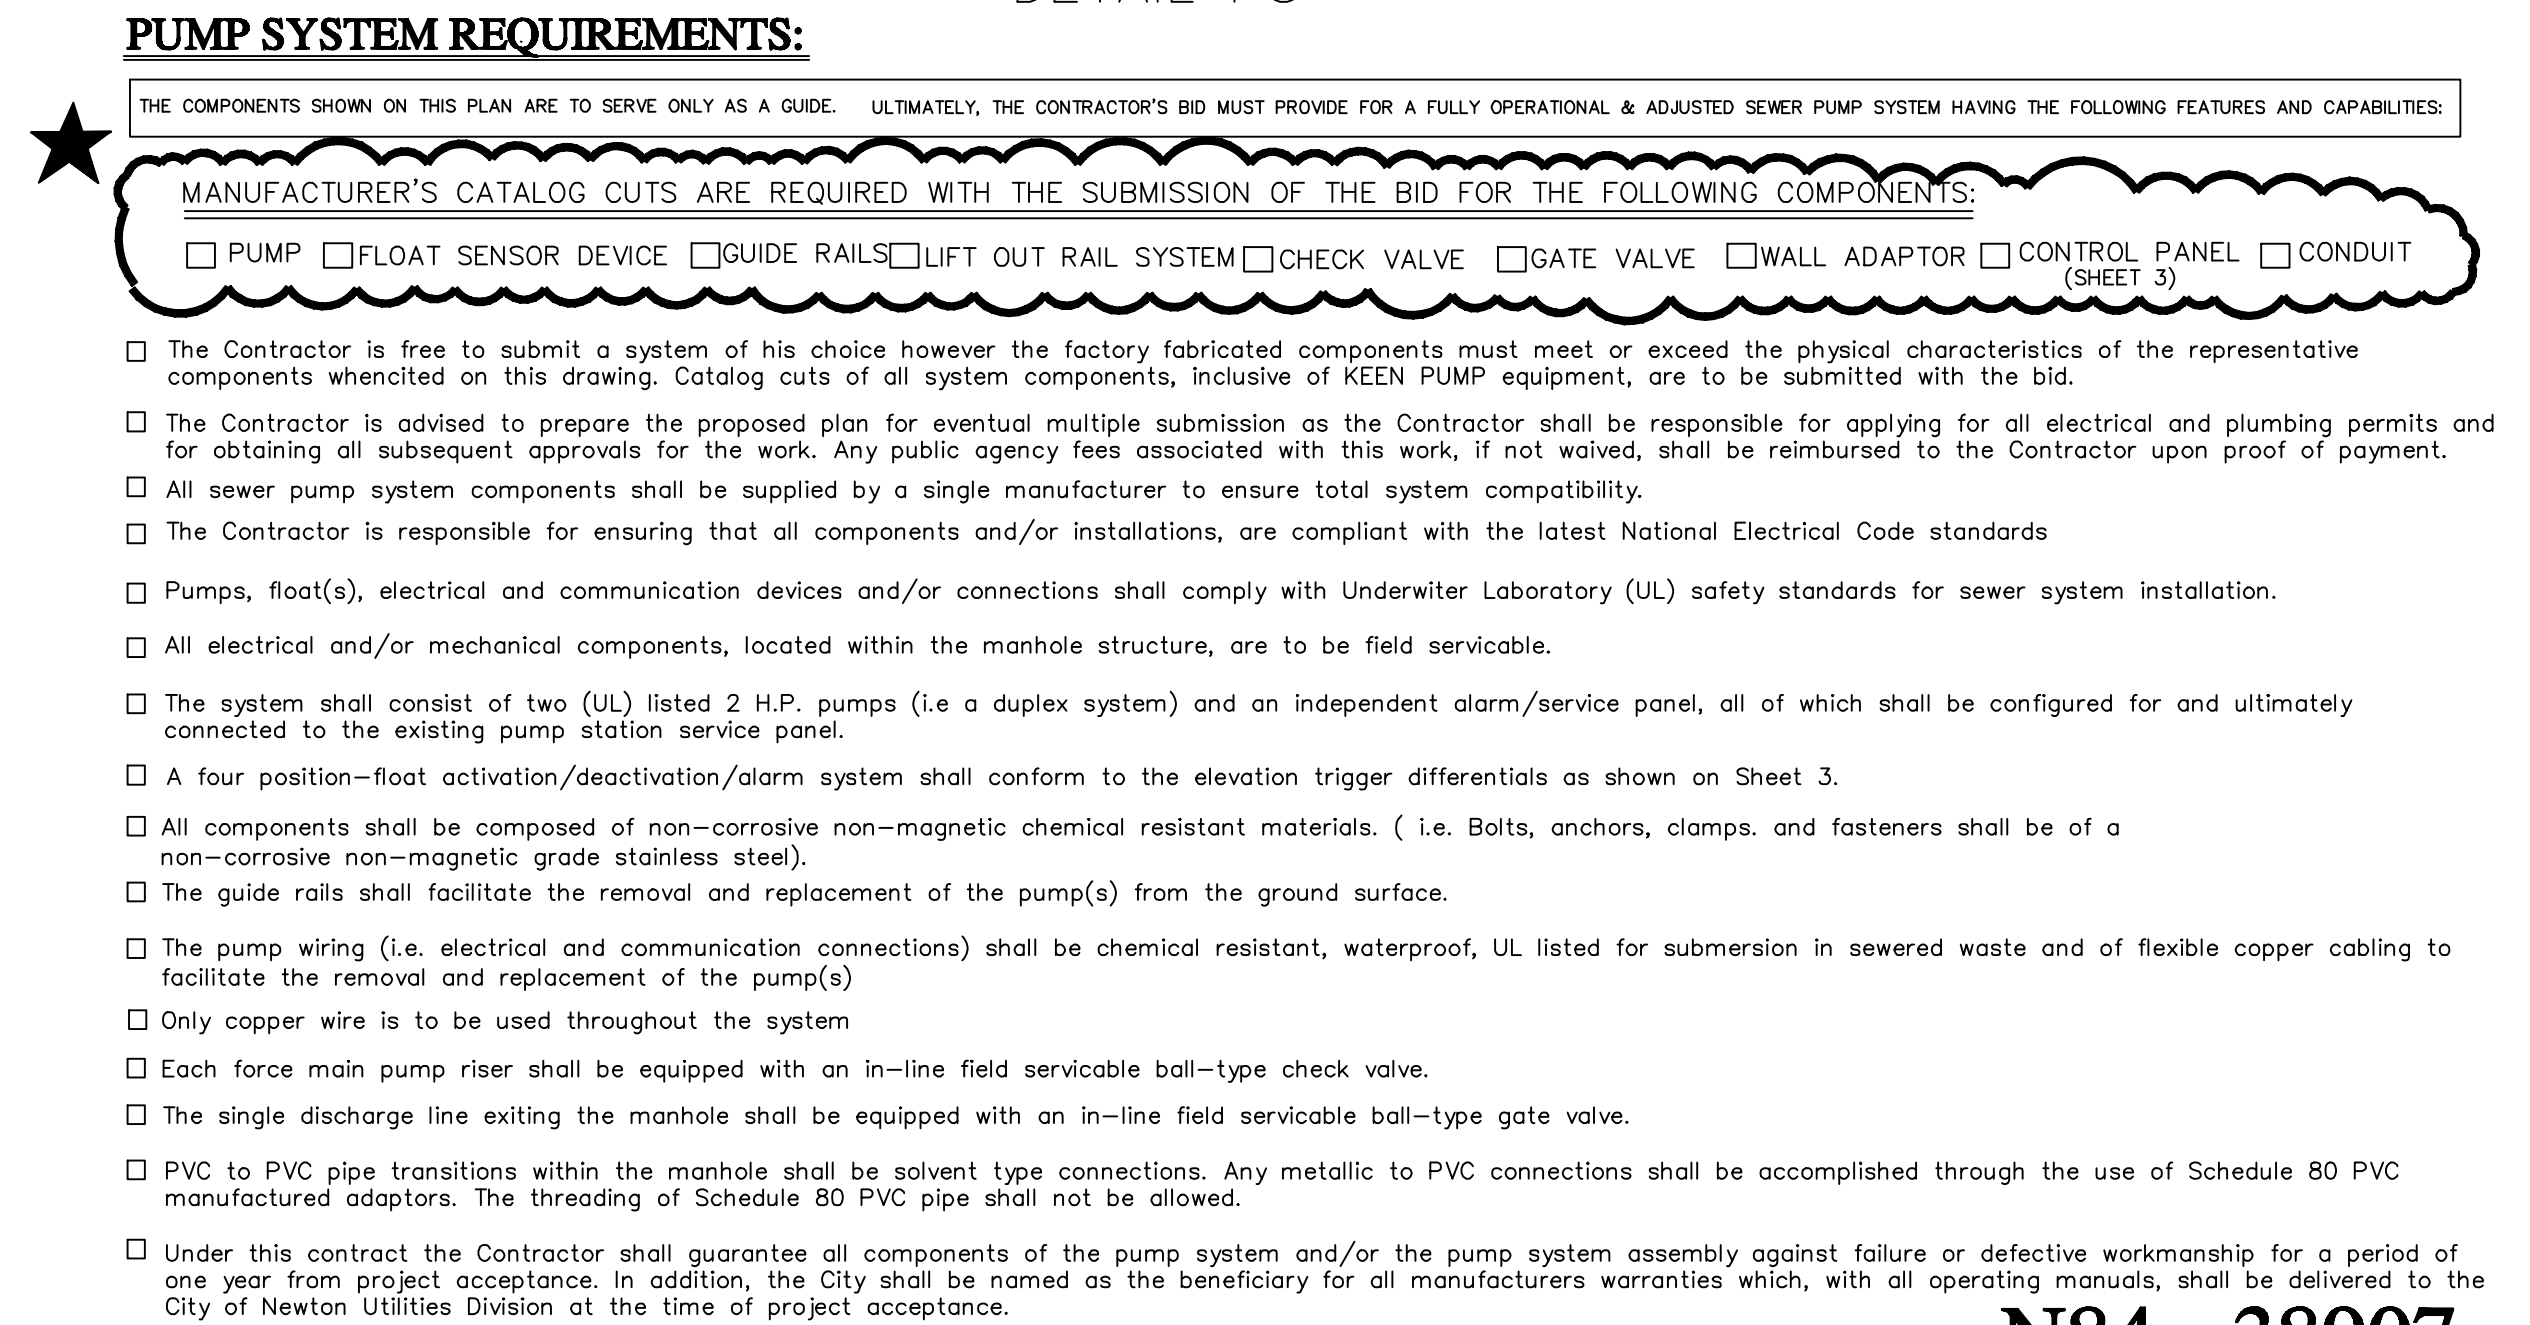 PUMP SYSTEM REQUIREMENTS:
THE COMPONENTS SHOWN ON THIS PLAN ARE TO SERVE ONLY AS A GUIDE. ULTIMATELY, THE CONTRACTOR'S BID MUST PROVIDE FOR A FULLY OPERATIONAL & ADJUSTED SEWER PUMP SYSTEM HAVING THE FOLLOWING FEATURES AND CAPABILITIES:
MANUFACTURER'S CATALOG CUTS ARE REQUIRED WITH THE SUBMISSION OF THE BID FOR THE FOLLOWING COMPONENTS:
PUMP FLOAT SENSOR DEVICE GUIDE RAILS LIFT OUT RAIL SYSTEM CHECK VALVE GATE VALVE WALL ADAPTOR CONTROL PANEL CONDUIT
(SHEET 3)
The Contractor is free to submit a system of his choice however the factory fabricated components must meet or exceed the physical characteristics of the representative
components whencited on this drawing. Catalog cuts of all system components, inclusive of KEEN PUMP equipment, are to be submitted with the bid.
The Contractor is advised to prepare the proposed plan for eventual multiple submission as the Contractor shall be responsible for applying for all electrical and plumbing permits and
for obtaining all subsequent approvals for the work. Any public agency fees associated with this work, if not waived, shall be reimbursed to the Contractor upon proof of payment.
All sewer pump system components shall be supplied by a single manufacturer to ensure total system compatibility.
The Contractor is responsible for ensuring that all components and/or installations, are compliant with the latest National Electrical Code standards
Pumps, float(s), electrical and communication devices and/or connections shall comply with Underwiter Laboratory (UL) safety standards for sewer system installation.
All electrical and/or mechanical components, located within the manhole structure, are to be field servicable.
The system shall consist of two (UL) listed 2 H.P. pumps (i.e a duplex system) and an independent alarm/service panel, all of which shall be configured for and ultimately
connected to the existing pump station service panel.
A four position-float activation/deactivation/alarm system shall conform to the elevation trigger differentials as shown on Sheet 3.
All components shall be composed of non-corrosive non-magnetic chemical resistant materials. ( i.e. Bolts, anchors, clamps. and fasteners shall be of a
non-corrosive non-magnetic grade stainless steel).
The guide rails shall facilitate the removal and replacement of the pump(s) from the ground surface.
The pump wiring (i.e. electrical and communication connections) shall be chemical resistant, waterproof, UL listed for submersion in sewered waste and of flexible copper cabling to
facilitate the removal and replacement of the pump(s)
Only copper wire is to be used throughout the system
Each force main pump riser shall be equipped with an in-line field servicable ball-type check valve.
The single discharge line exiting the manhole shall be equipped with an in-line field servicable ball-type gate valve.
PVC to PVC pipe transitions within the manhole shall be solvent type connections. Any metallic to PVC connections shall be accomplished through the use of Schedule 80 PVC
manufactured adaptors. The threading of Schedule 80 PVC pipe shall not be allowed.
Under this contract the Contractor shall guarantee all components of the pump system and/or the pump system assembly against failure or defective workmanship for a period of
one year from project acceptance. In addition, the City shall be named as the beneficiary for all manufacturers warranties which, with all operating manuals, shall be delivered to the
City of Newton Utilities Division at the time of project acceptance.